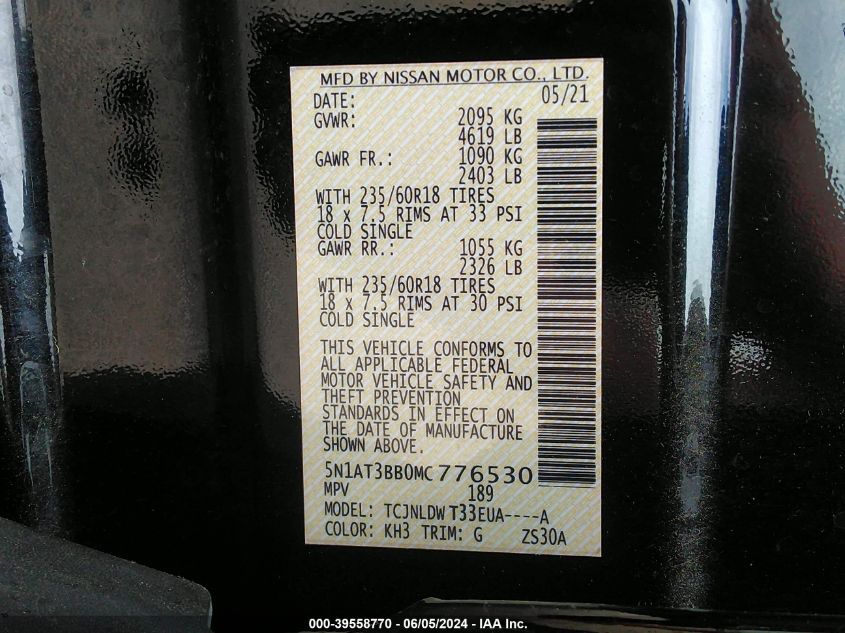 MFD BY NISSAN MOTOR CO., LTD.
DATE: 05/21
GVWR: 2095 KG
4619 LB
GAWR FR.: 1090 KG
2403 LB
WITH 235/60R18 TIRES
18 x 7.5 RIMS AT 33 PSI
COLD SINGLE
GAWR RR.: 1055 KG
2326 LB
WITH 235/60R18 TIRES
18 x 7.5 RIMS AT 30 PSI
COLD SINGLE
THIS VEHICLE CONFORMS TO
ALL APPLICABLE FEDERAL
MOTOR VEHICLE SAFETY AND
THEFT PREVENTION
STANDARDS IN EFFECT ON
THE DATE OF MANUFACTURE
SHOWN ABOVE.
5N1AT3BB0MC776530
MPV 189
MODEL: TCJNLDW T33EUA----A
COLOR: KH3 TRIM: G ZS30A
000-39558770 - 06/05/2024 - IAA Inc.